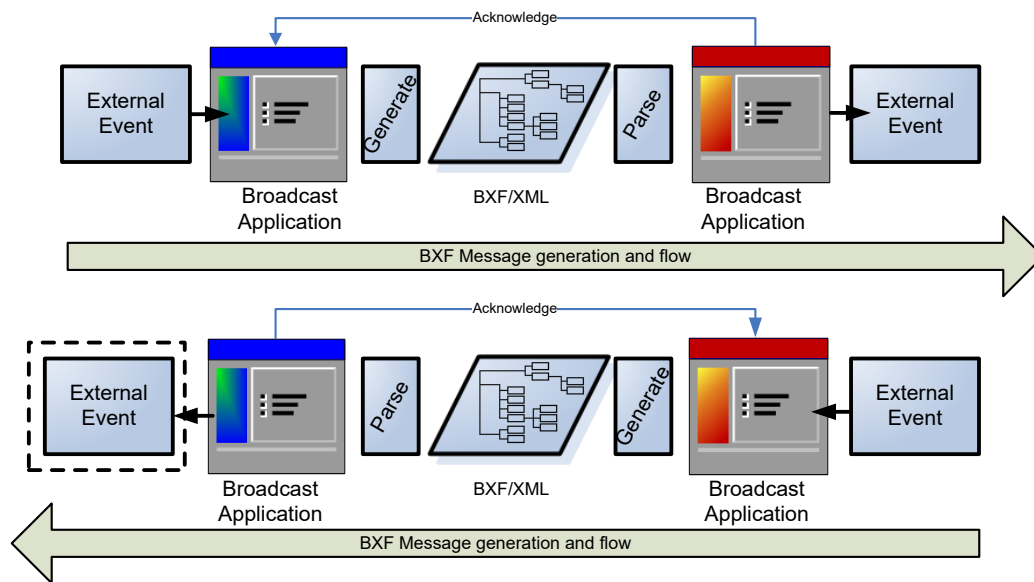 Acknowledge
External
Event
Generate
Parse
External
Event
BXF/XML
Broadcast
Application
Broadcast
Application
BXF Message generation and flow
Acknowledge
External
Event
Parse
Generate
External
Event
BXF/XML
Broadcast
Application
Broadcast
Application
BXF Message generation and flow